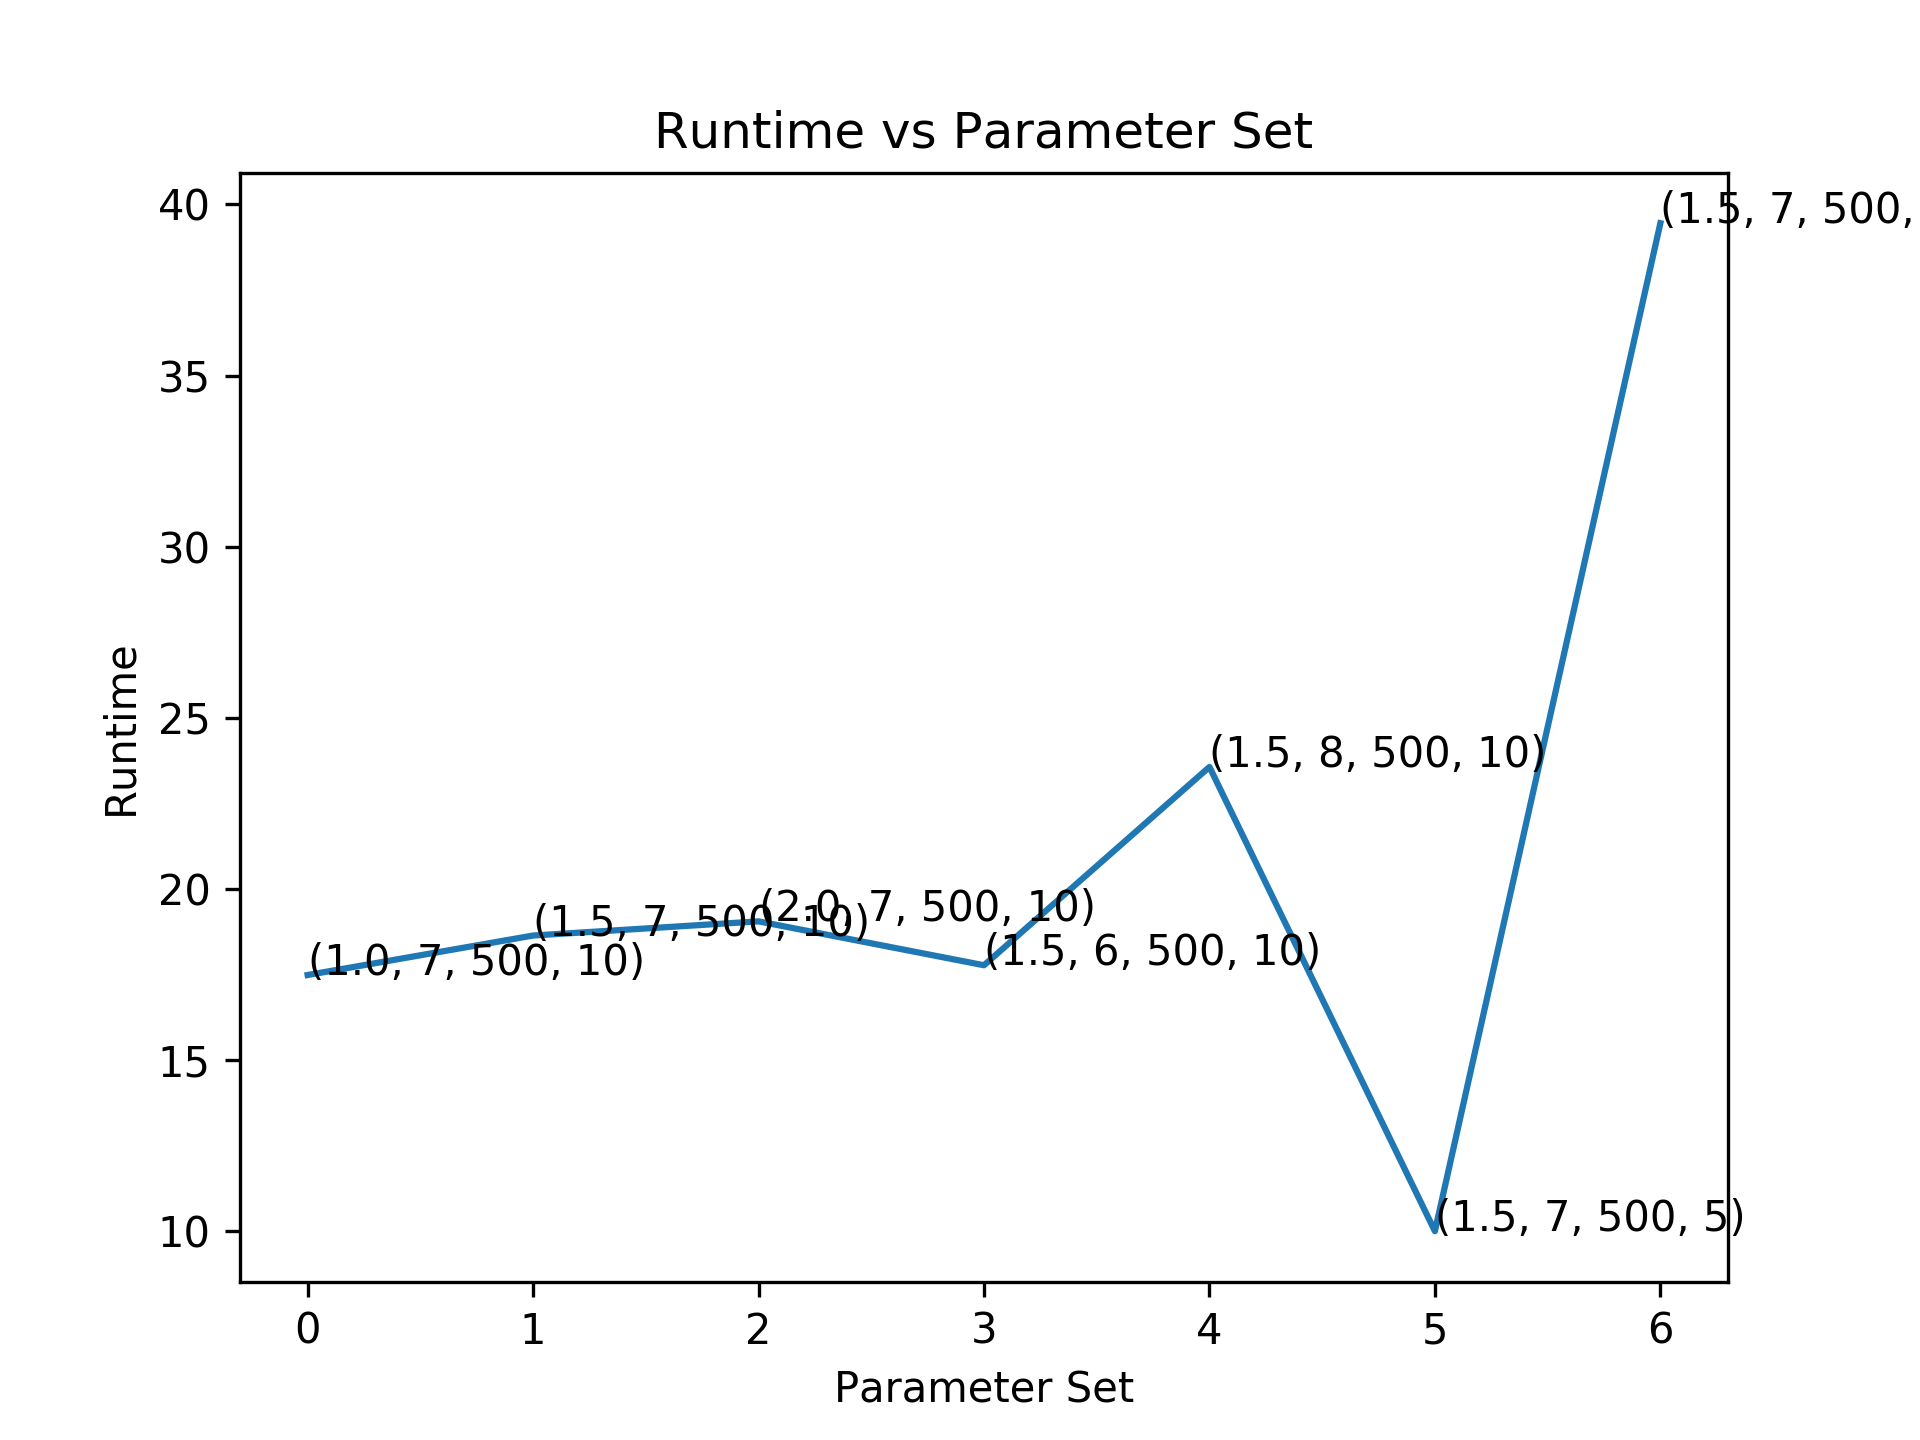 Runtime vs Parameter Set
40
35
30
25
20
15
10
Runtime
(1.0, 7, 500, 10)
(1.5, 7, 500, 10)
(2.0, 7, 500, 10)
(1.5, 6, 500, 10)
(1.5, 8, 500, 10)
(1.5, 7, 500, 5)
(1.5, 7, 500,
0 1 2 3 4 5 6
Parameter Set